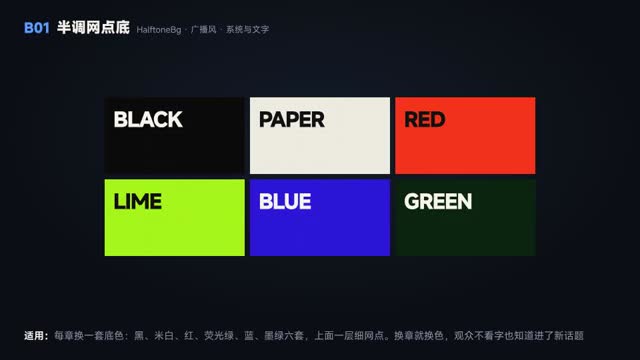 B01 半调网点底 HalftoneBg · 广播风 · 系统与文字
BLACK
PAPER
RED
LIME
BLUE
GREEN
适用：每章换一套底色：黑、米白、红、荧光绿、蓝、墨绿六套，上面一层细网点。换章就换色，观众不看字也知道进了新话题